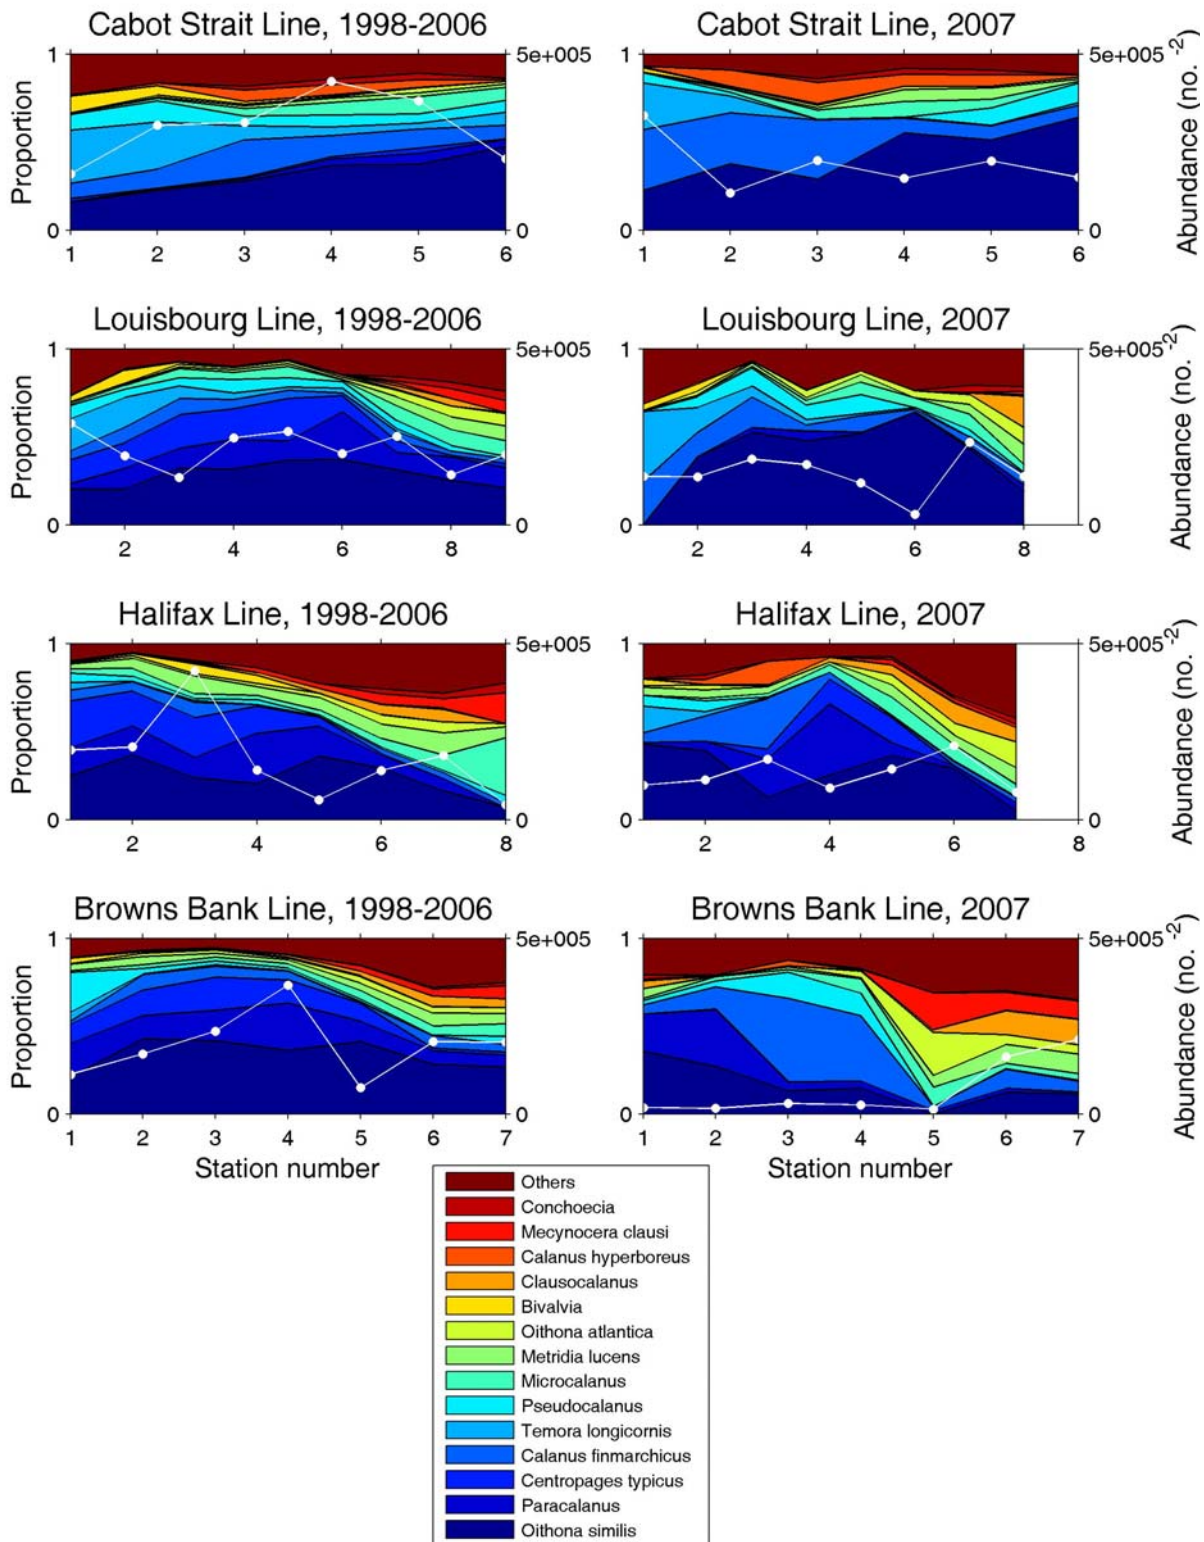 Cabot Strait Line, 1998-2006
Cabot Strait Line, 2007
1
5e+005
1
5e+005
Proportion
Abundance (no. -2)
0
0
0
0
1 2 3 4 5 6
1 2 3 4 5 6
Louisbourg Line, 1998-2006
Louisbourg Line, 2007
1
5e+005
1
5e+005
Proportion
Abundance (no. -2)
0
0
0
0
2 4 6 8
2 4 6 8
Halifax Line, 1998-2006
Halifax Line, 2007
1
5e+005
1
5e+005
Proportion
Abundance (no. -2)
0
0
0
0
2 4 6 8
2 4 6 8
Browns Bank Line, 1998-2006
Browns Bank Line, 2007
1
5e+005
1
5e+005
Proportion
Abundance (no. -2)
0
0
0
0
1 2 3 4 5 6 7
1 2 3 4 5 6 7
Station number
Station number
Others
Conchoecia
Mecynocera clausi
Calanus hyperboreus
Clausocalanus
Bivalvia
Oithona atlantica
Metridia lucens
Microcalanus
Pseudocalanus
Temora longicornis
Calanus finmarchicus
Centropages typicus
Paracalanus
Oithona similis